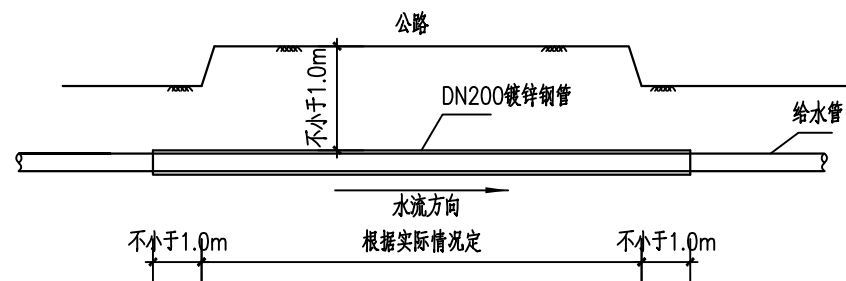 公路
不小于1.0m
DN200镀锌钢管
给水管
水流方向
不小于1.0m
根据实际情况定
不小于1.0m